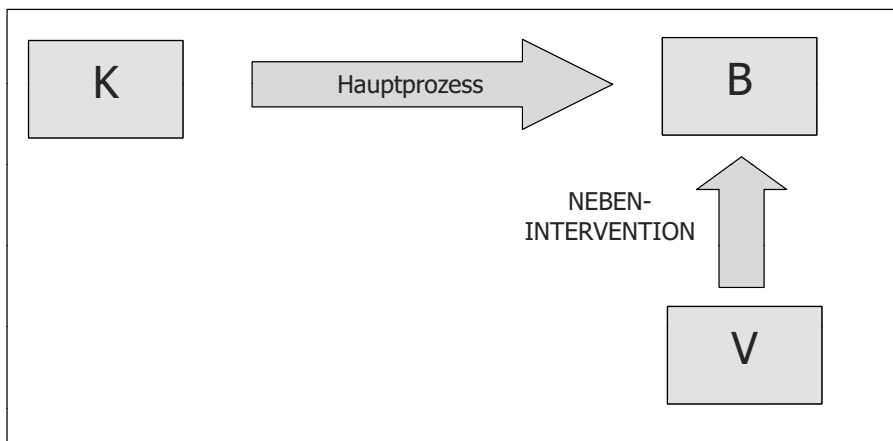 K
Hauptprozess
B
NEBEN-
INTERVENTION
V